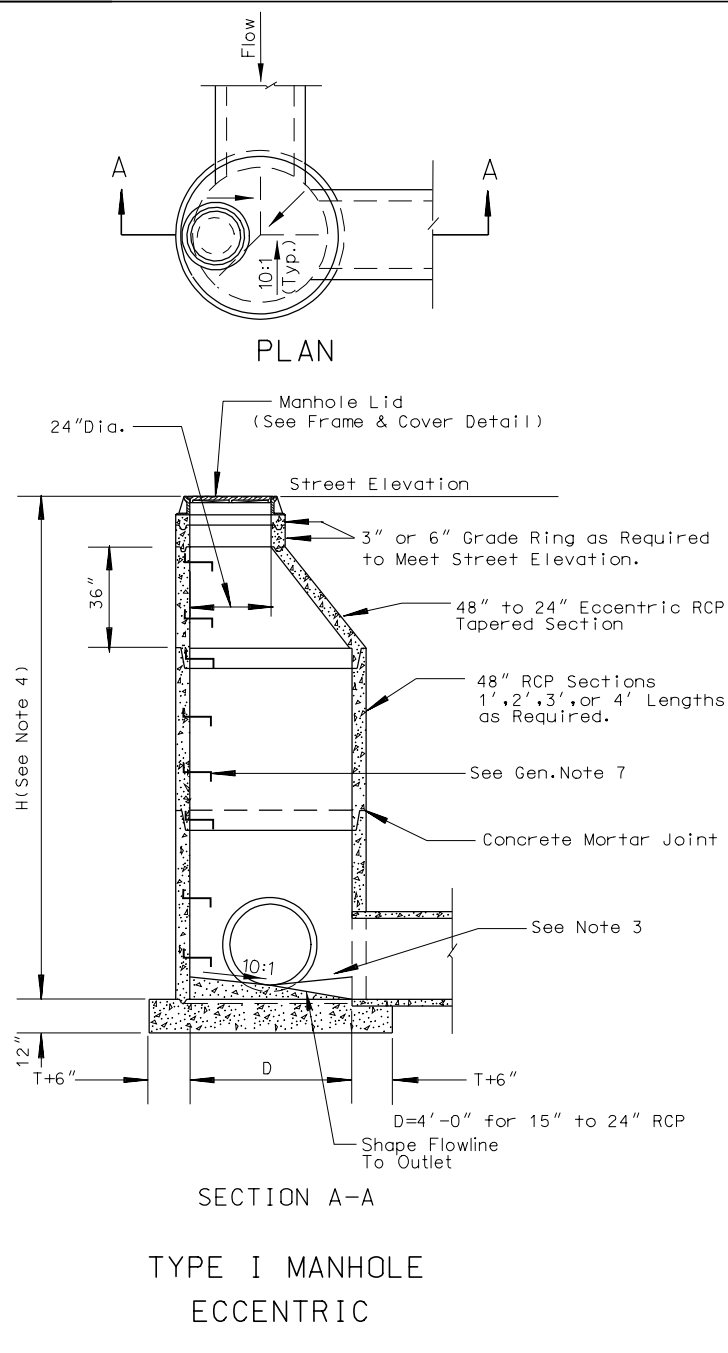 Flow
A
A
10:1
(Typ.)
PLAN
Manhole Lid
(See Frame & Cover Detail)
24"Dia.
Street Elevation
3" or 6" Grade Ring as Required
to Meet Street Elevation.
36"
48" to 24" Eccentric RCP
Tapered Section
48" RCP Sections
1',2',3',or 4' Lengths
as Required.
H(See Note 4)
See Gen.Note 7
Concrete Mortar Joint
See Note 3
10:1
12"
T+6"
D
T+6"
D=4'-0" for 15" to 24" RCP
Shape Flowline
To Outlet
SECTION A-A
TYPE I MANHOLE
ECCENTRIC